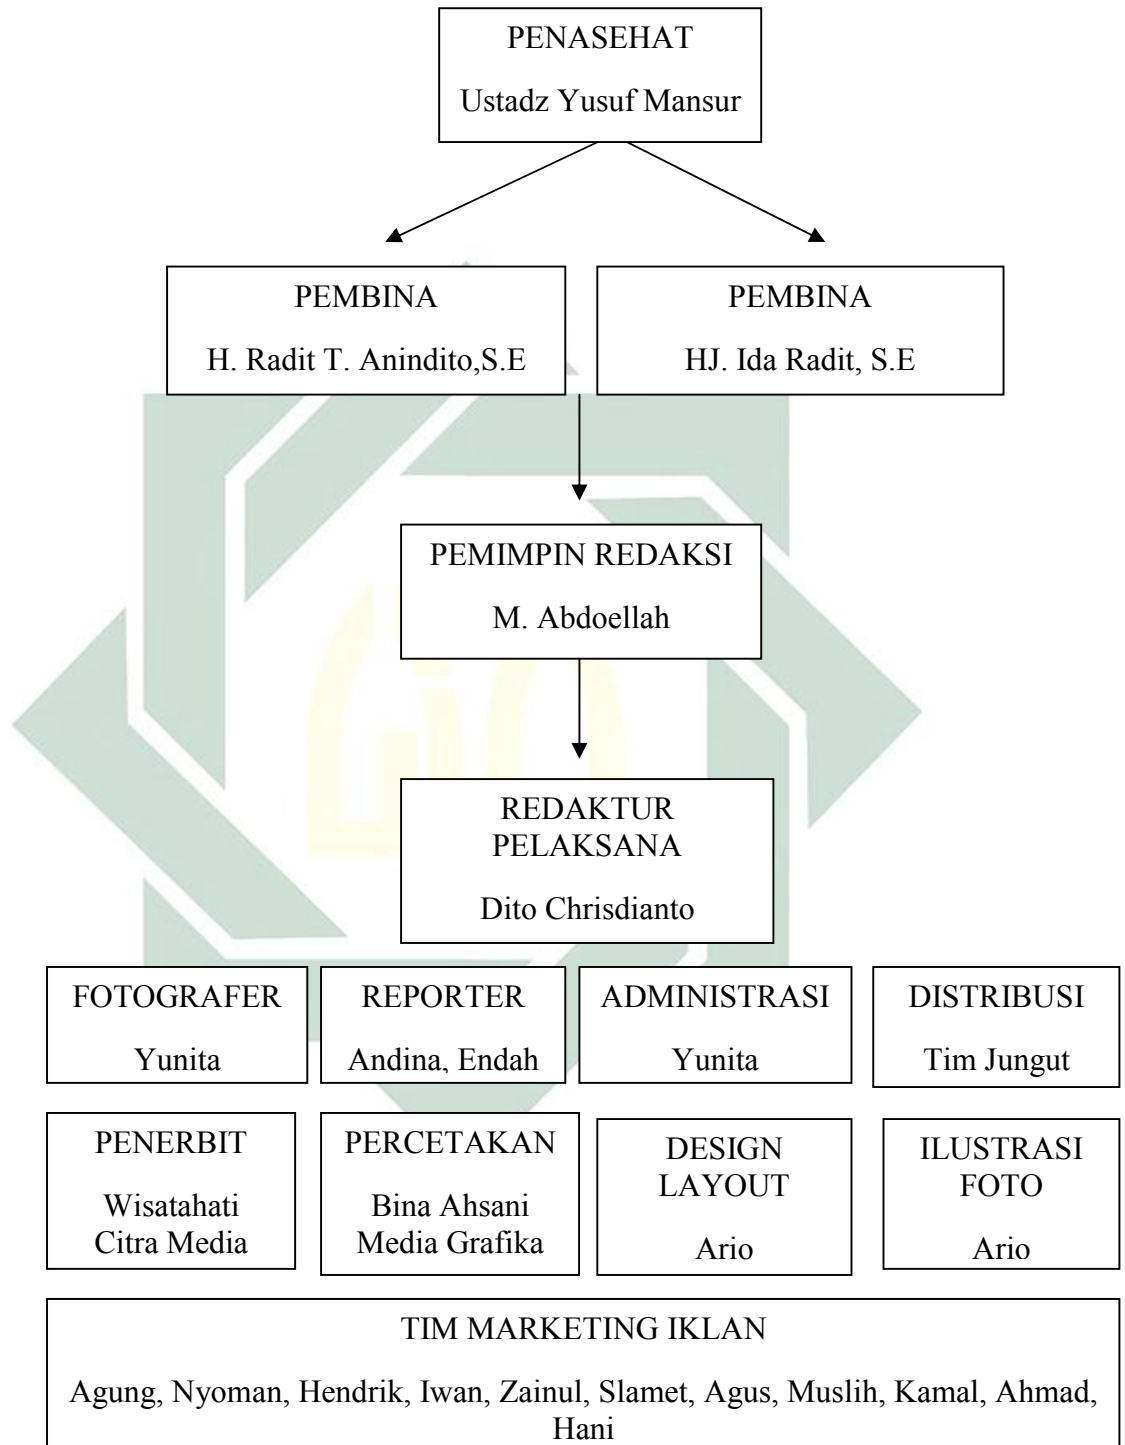 PENASEHAT
Ustadz Yusuf Mansur
PEMBINA
H. Radit T. Anindito,S.E
PEMBINA
HJ. Ida Radit, S.E
PEMIMPIN REDAKSI
M. Abdoellah
REDAKTUR
PELAKSANA
Dito Chrisdianto
FOTOGRAFER
Yunita
REPORTER
Andina, Endah
ADMINISTRASI
Yunita
DISTRIBUSI
Tim Jungut
PENERBIT
Wisatahati
Citra Media
PERCETAKAN
Bina Ahsani
Media Grafika
DESIGN
LAYOUT
Ario
ILUSTRASI
FOTO
Ario
TIM MARKETING IKLAN
Agung, Nyoman, Hendrik, Iwan, Zainul, Slamet, Agus, Muslih, Kamal, Ahmad,
Hani